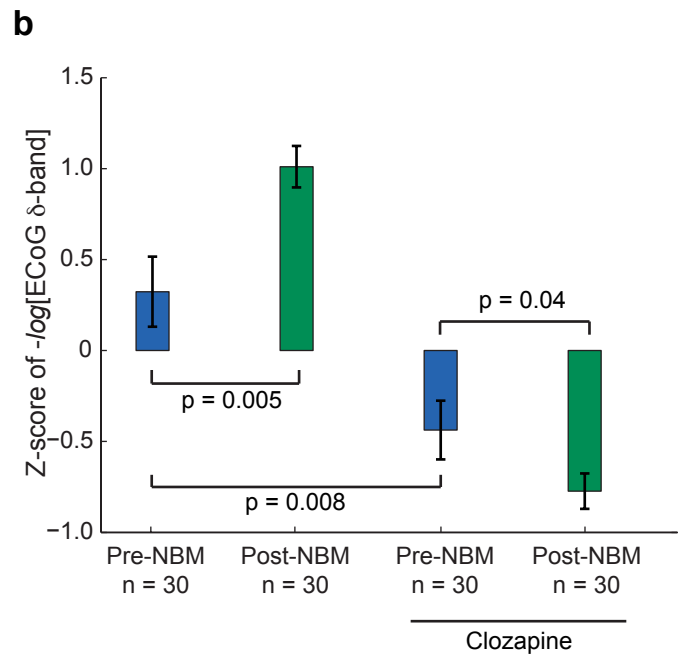 b
Z-score of -log[ECoG δ-band]
1.5
1.0
0.5
0
−0.5
−1.0
p = 0.04
p = 0.005
p = 0.008
Pre-NBM Post-NBM Pre-NBM Post-NBM
n = 30 n = 30 n = 30 n = 30
Clozapine